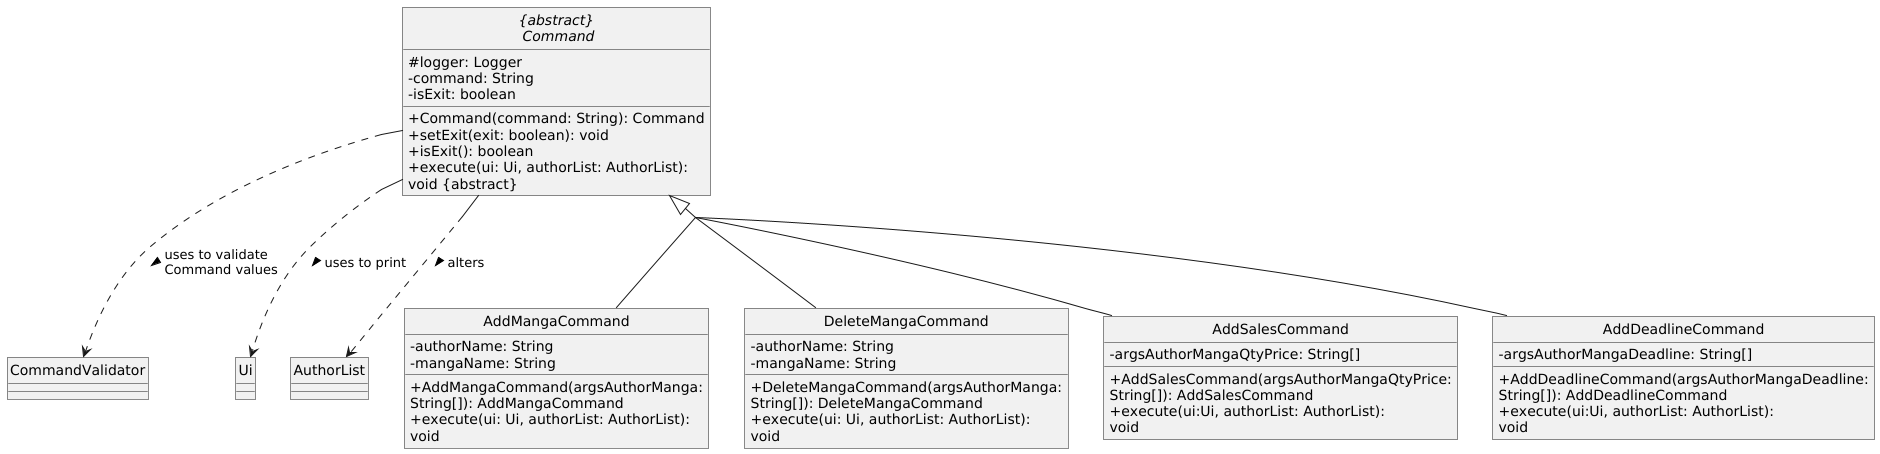 {abstract}
Command
#logger: Logger
-command: String
-isExit: boolean
+Command(command: String): Command
+setExit(exit: boolean): void
+isExit(): boolean
+execute(ui: Ui, authorList: AuthorList):
void {abstract}
uses to validate
Command values
uses to print
alters
CommandValidator
Ui
AuthorList
AddMangaCommand
-authorName: String
-mangaName: String
+AddMangaCommand(argsAuthorManga:
String[]): AddMangaCommand
+execute(ui: Ui, authorList: AuthorList):
void
DeleteMangaCommand
-authorName: String
-mangaName: String
+DeleteMangaCommand(argsAuthorManga:
String[]): DeleteMangaCommand
+execute(ui: Ui, authorList: AuthorList):
void
AddSalesCommand
-argsAuthorMangaQtyPrice: String[]
+AddSalesCommand(argsAuthorMangaQtyPrice:
String[]): AddSalesCommand
+execute(ui:Ui, authorList: AuthorList):
void
AddDeadlineCommand
-argsAuthorMangaDeadline: String[]
+AddDeadlineCommand(argsAuthorMangaDeadline:
String[]): AddDeadlineCommand
+execute(ui:Ui, authorList: AuthorList):
void